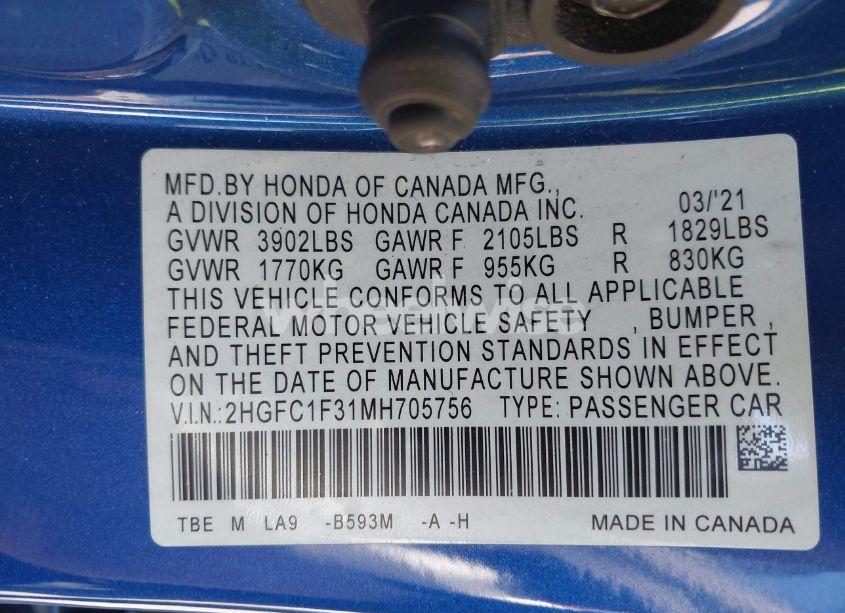 MFD.BY HONDA OF CANADA MFG.,
A DIVISION OF HONDA CANADA INC. 03/'21
GVWR 3902LBS GAWR F 2105LBS R 1829LBS
GVWR 1770KG GAWR F 955KG R 830KG
THIS VEHICLE CONFORMS TO ALL APPLICABLE
FEDERAL MOTOR VEHICLE SAFETY , BUMPER ,
AND THEFT PREVENTION STANDARDS IN EFFECT
ON THE DATE OF MANUFACTURE SHOWN ABOVE.
V.I.N.: 2HGFC1F31MH705756 TYPE: PASSENGER CAR
TBE M LA9 -B593M -A -H MADE IN CANADA